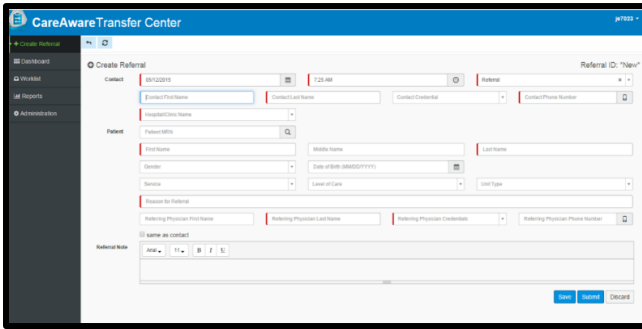 CareAwareTransfer Center
js7023
Create Referral
Dashboard
Worklist
Reports
Administration
Create Referral
Referral ID: "New"
Contact
05/12/2015
7:25 AM
Referral
x
Contact First Name
Contact Last Name
Contact Credential
Contact Phone Number
Hospital/Clinic Name
Patient
Patient MRN
First Name
Middle Name
Last Name
Gender
Date of Birth (MM/DD/YYYY)
Service
Level of Care
Unit Type
Reason for Referral
Referring Physician First Name
Referring Physician Last Name
Referring Physician Credentials
Referring Physician Phone Number
same as contact
Referral Note
Arial
B I U
Save
Submit
Discard